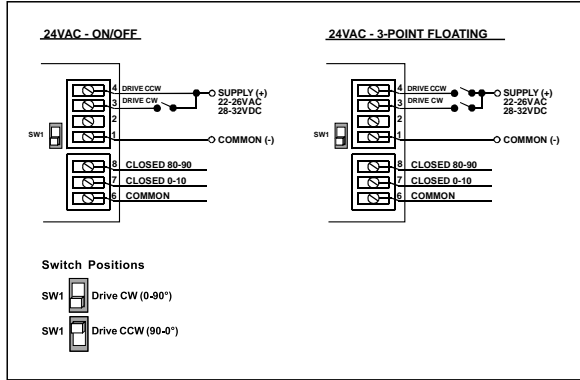 24VAC - ON/OFF
4 DRIVE CCW
3 DRIVE CW
2
1
SUPPLY (+)
22-26VAC
28-32VDC
COMMON (-)
SW1
8 CLOSED 80-90
7 CLOSED 0-10
6 COMMON
24VAC - 3-POINT FLOATING
4 DRIVE CCW
3 DRIVE CW
2
1
SUPPLY (+)
22-26VAC
28-32VDC
COMMON (-)
SW1
8 CLOSED 80-90
7 CLOSED 0-10
6 COMMON
Switch Positions
SW1 Drive CW (0-90°)
SW1 Drive CCW (90-0°)